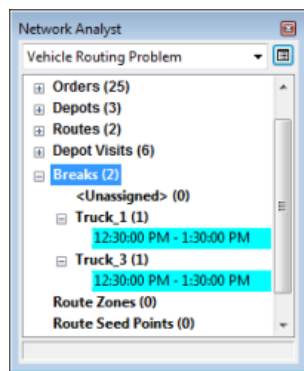 Network Analyst
Vehicle Routing Problem
Orders (25)
Depots (3)
Routes (2)
Depot Visits (6)
Breaks (2)
<Unassigned> (0)
Truck_1 (1)
12:30:00 PM - 1:30:00 PM
Truck_3 (1)
12:30:00 PM - 1:30:00 PM
Route Zones (0)
Route Seed Points (0)